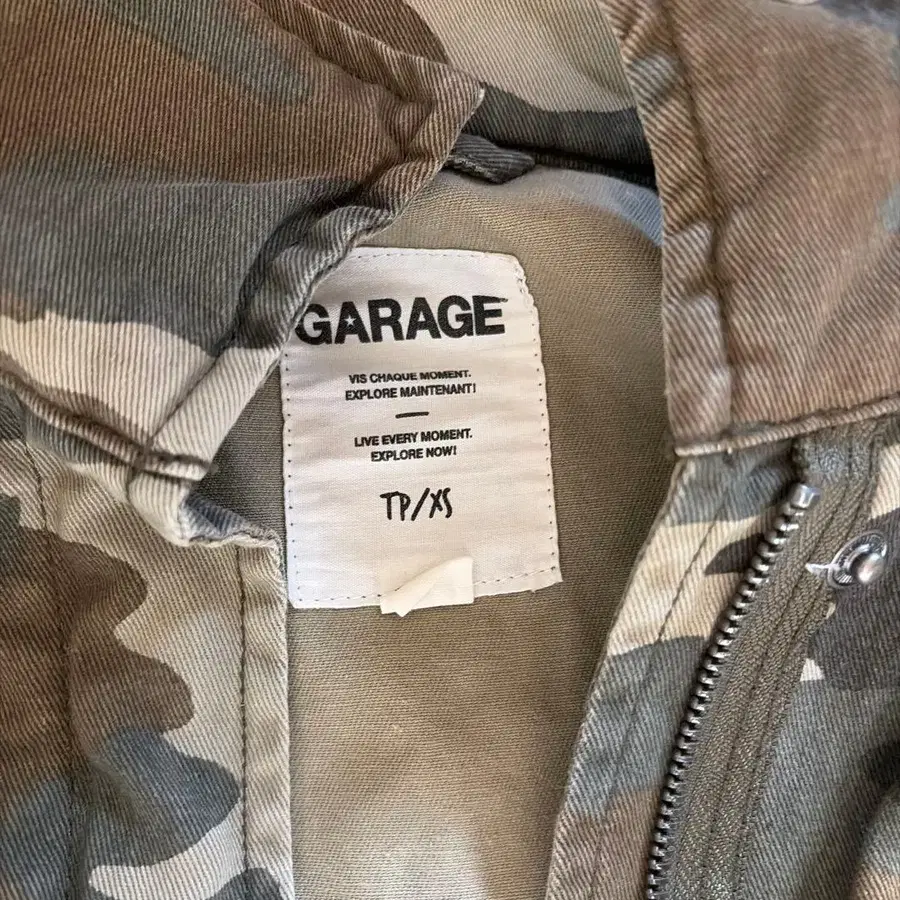 GARAGE
VIS CHAQUE MOMENT.
EXPLORE MAINTENANT!
LIVE EVERY MOMENT.
EXPLORE NOW!
TP/XS